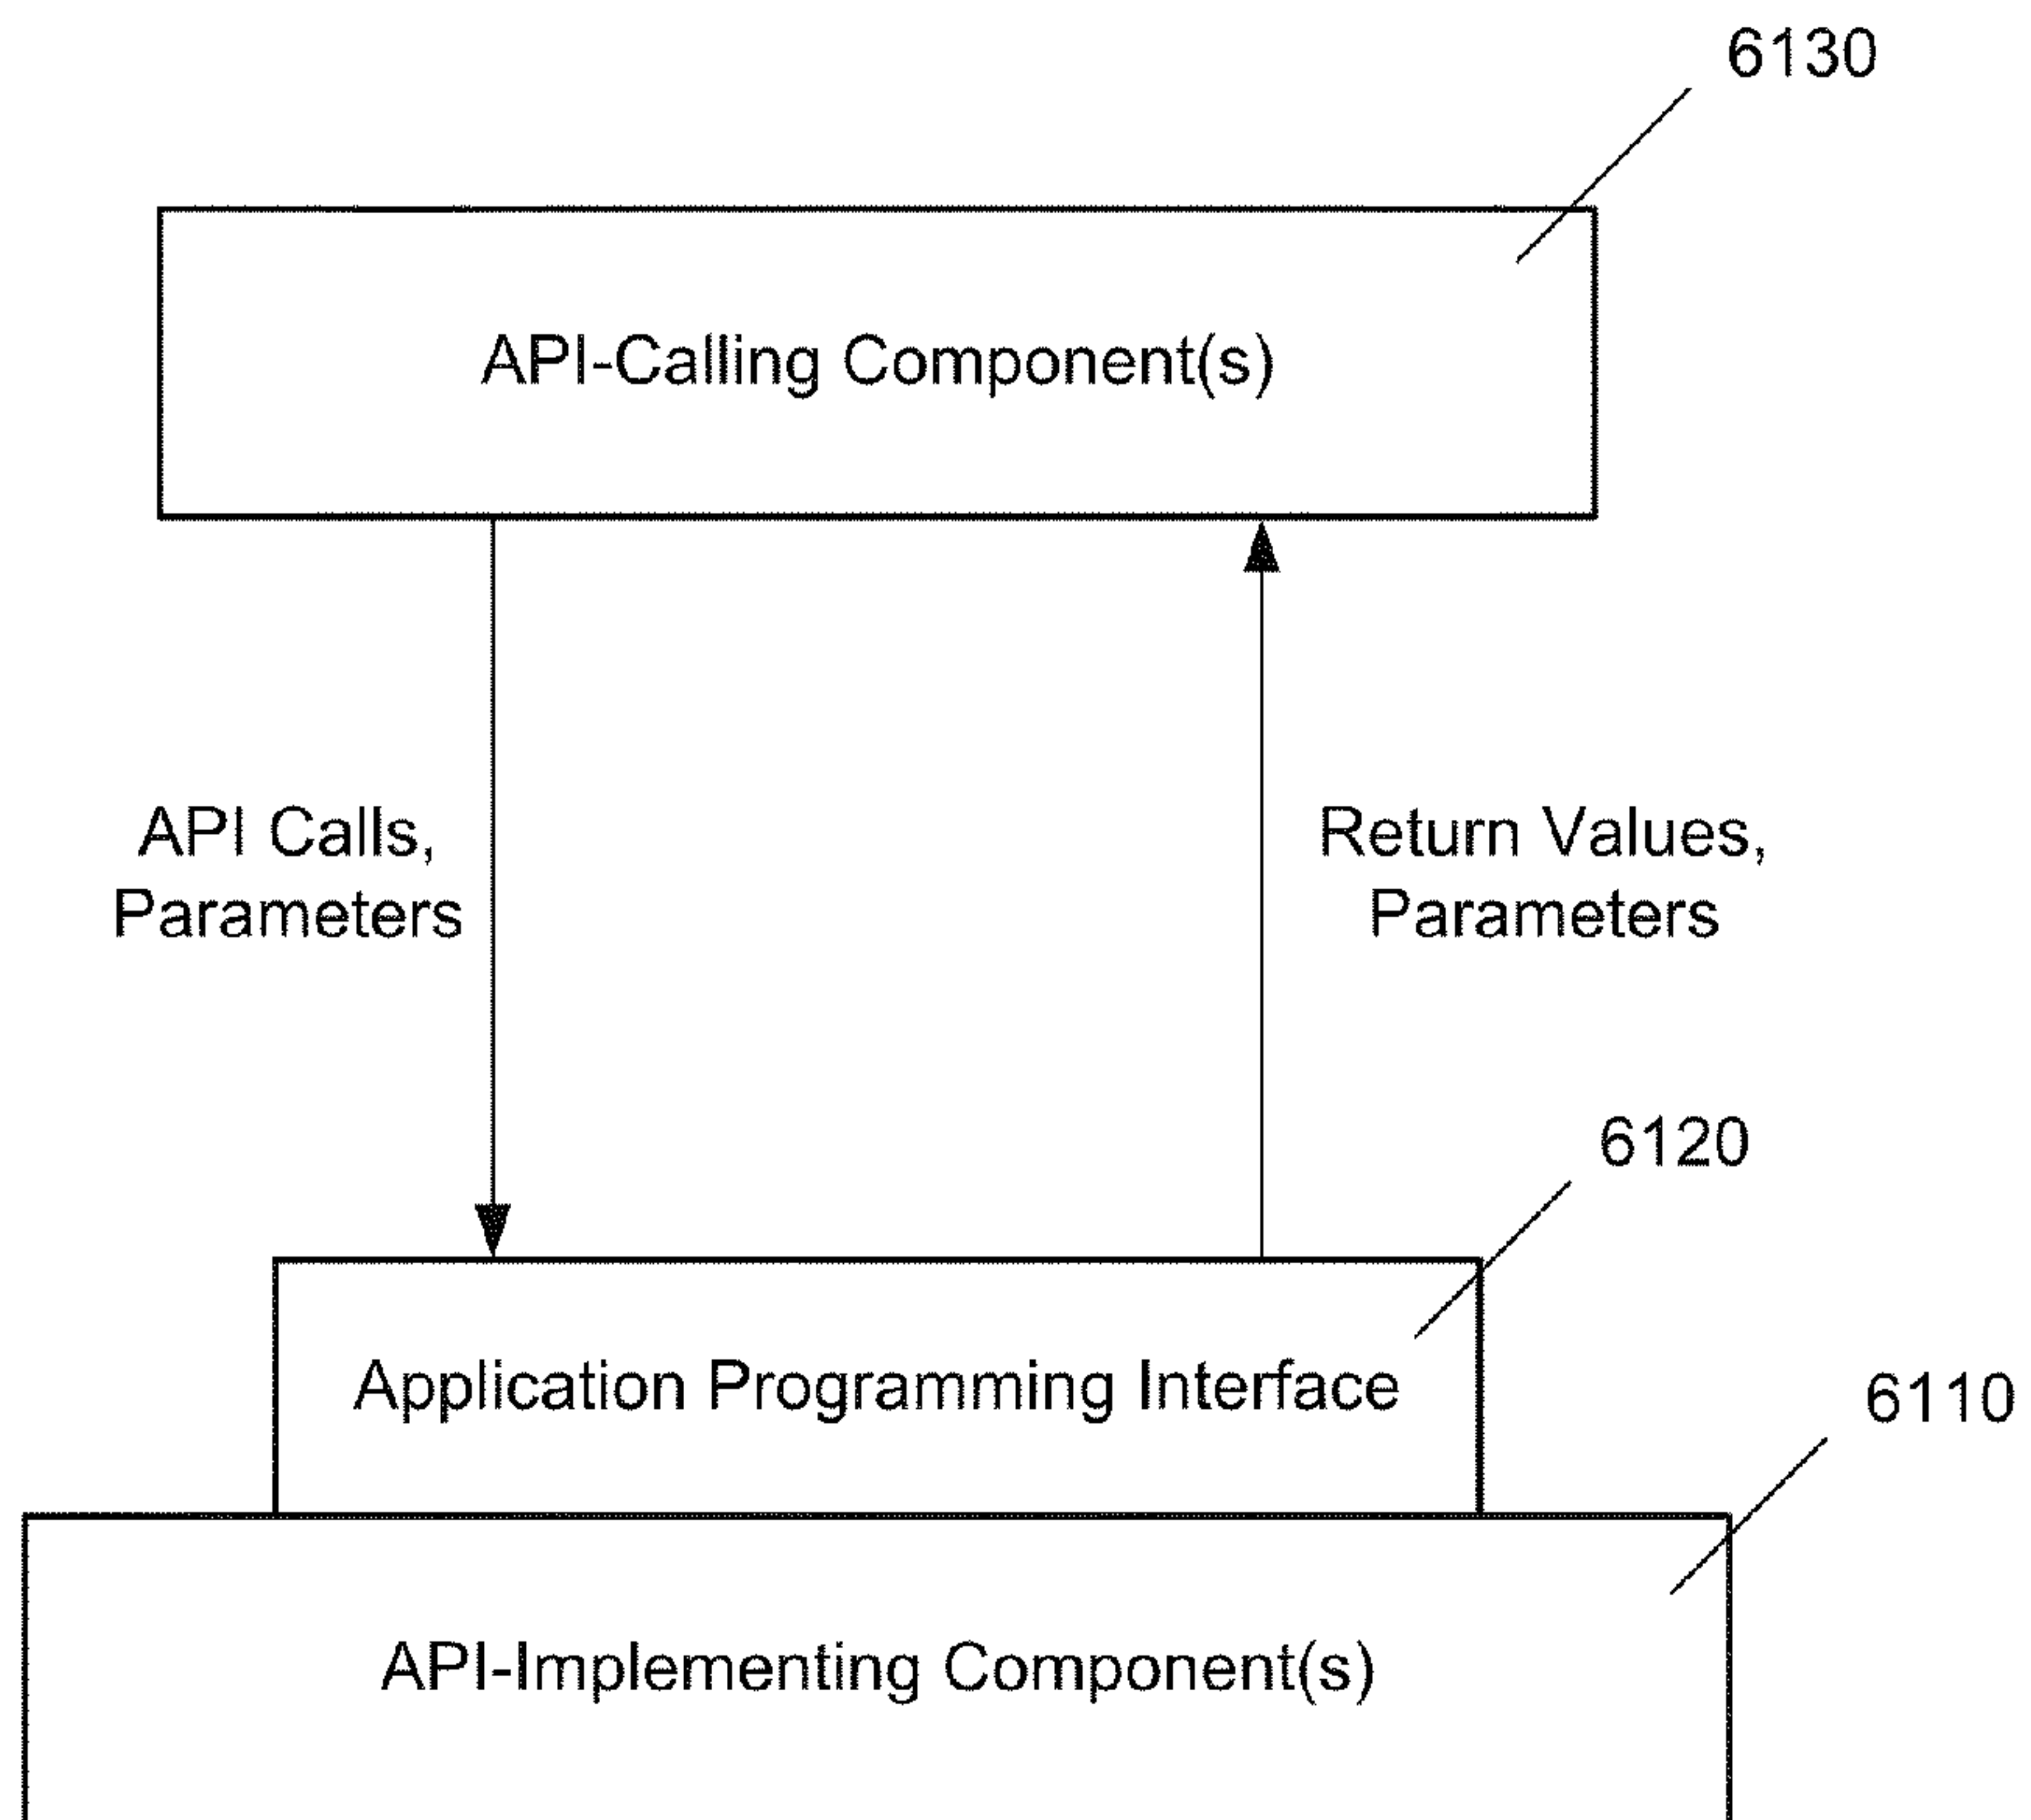 6130
API-Calling Component(s)
API Calls,
Parameters
Return Values,
Parameters
6120
Application Programming Interface
6110
API-Implementing Component(s)